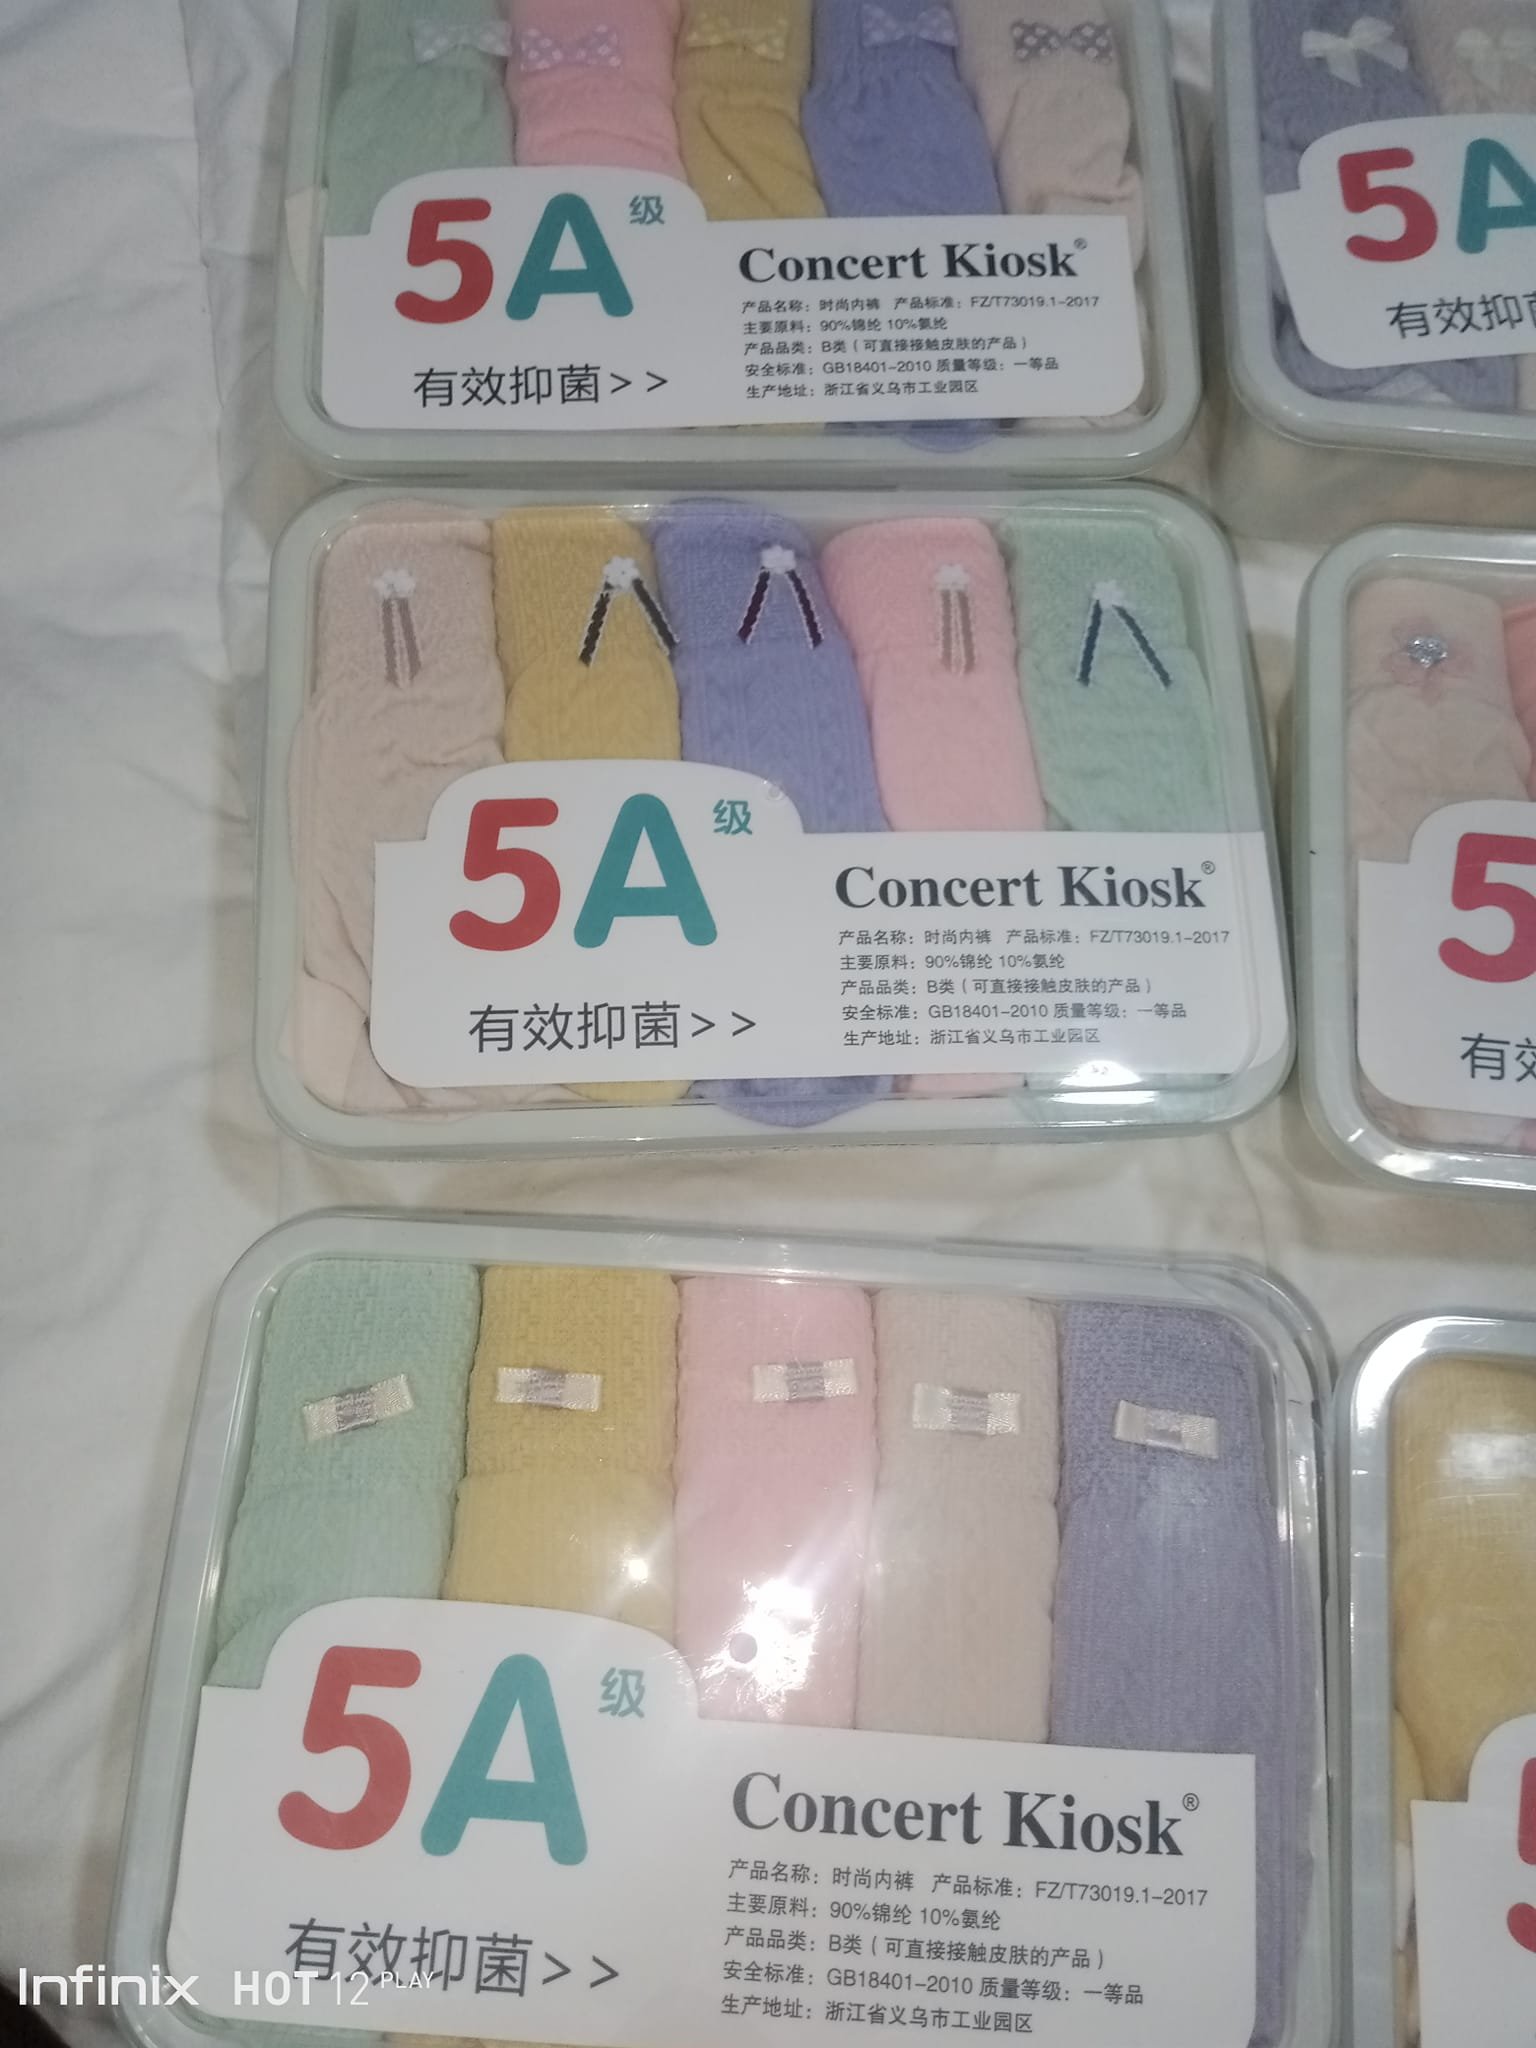 5A级
有效抑菌>>
Concert Kiosk®
产品名称：时尚内裤 产品标准：FZ/T73019.1-2017
主要原料：90%锦纶 10%氨纶
产品品类：B类（可直接接触皮肤的产品）
安全标准：GB18401-2010 质量等级：一等品
生产地址：浙江省义乌市工业园区
5A
有效抑
5A级
有效抑菌>>
Concert Kiosk®
产品名称：时尚内裤 产品标准：FZ/T73019.1-2017
主要原料：90%锦纶 10%氨纶
产品品类：B类（可直接接触皮肤的产品）
安全标准：GB18401-2010 质量等级：一等品
生产地址：浙江省义乌市工业园区
5
有
5A级
有效抑菌>>
Concert Kiosk®
产品名称：时尚内裤 产品标准：FZ/T73019.1-2017
主要原料：90%锦纶 10%氨纶
产品品类：B类（可直接接触皮肤的产品）
安全标准：GB18401-2010 质量等级：一等品
生产地址：浙江省义乌市工业园区
Infinix HOT 12 PLAY